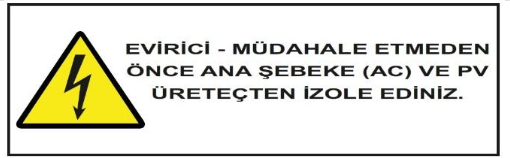 EVİRİCİ - MÜDAHALE ETMEDEN
ÖNCE ANA ŞEBEKE (AC) VE PV
ÜRETEÇTEN İZOLE EDİNİZ.